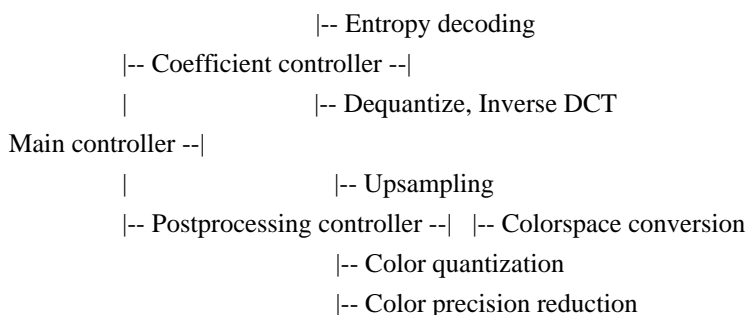 |-- Entropy decoding
|-- Coefficient controller --|
| |-- Dequantize, Inverse DCT
Main controller --|
| |-- Upsampling
|-- Postprocessing controller --| |-- Colorspace conversion
|-- Color quantization
|-- Color precision reduction